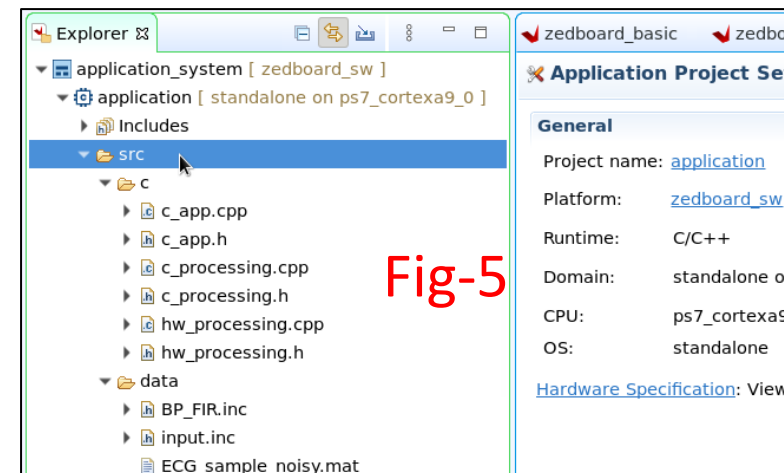 Explorer
application_system [ zedboard_sw ]
application [ standalone on ps7_cortexa9_0 ]
Includes
src
c
c_app.cpp
c_app.h
c_processing.cpp
c_processing.h
hw_processing.cpp
hw_processing.h
data
BP_FIR.inc
input.inc
ECG_sample_noisy.mat
Fig-5
zedboard_basic zedbo
Application Project Se
General
Project name: application
Platform: zedboard_sw
Runtime: C/C++
Domain: standalone o
CPU: ps7_cortexa9
OS: standalone
Hardware Specification: View